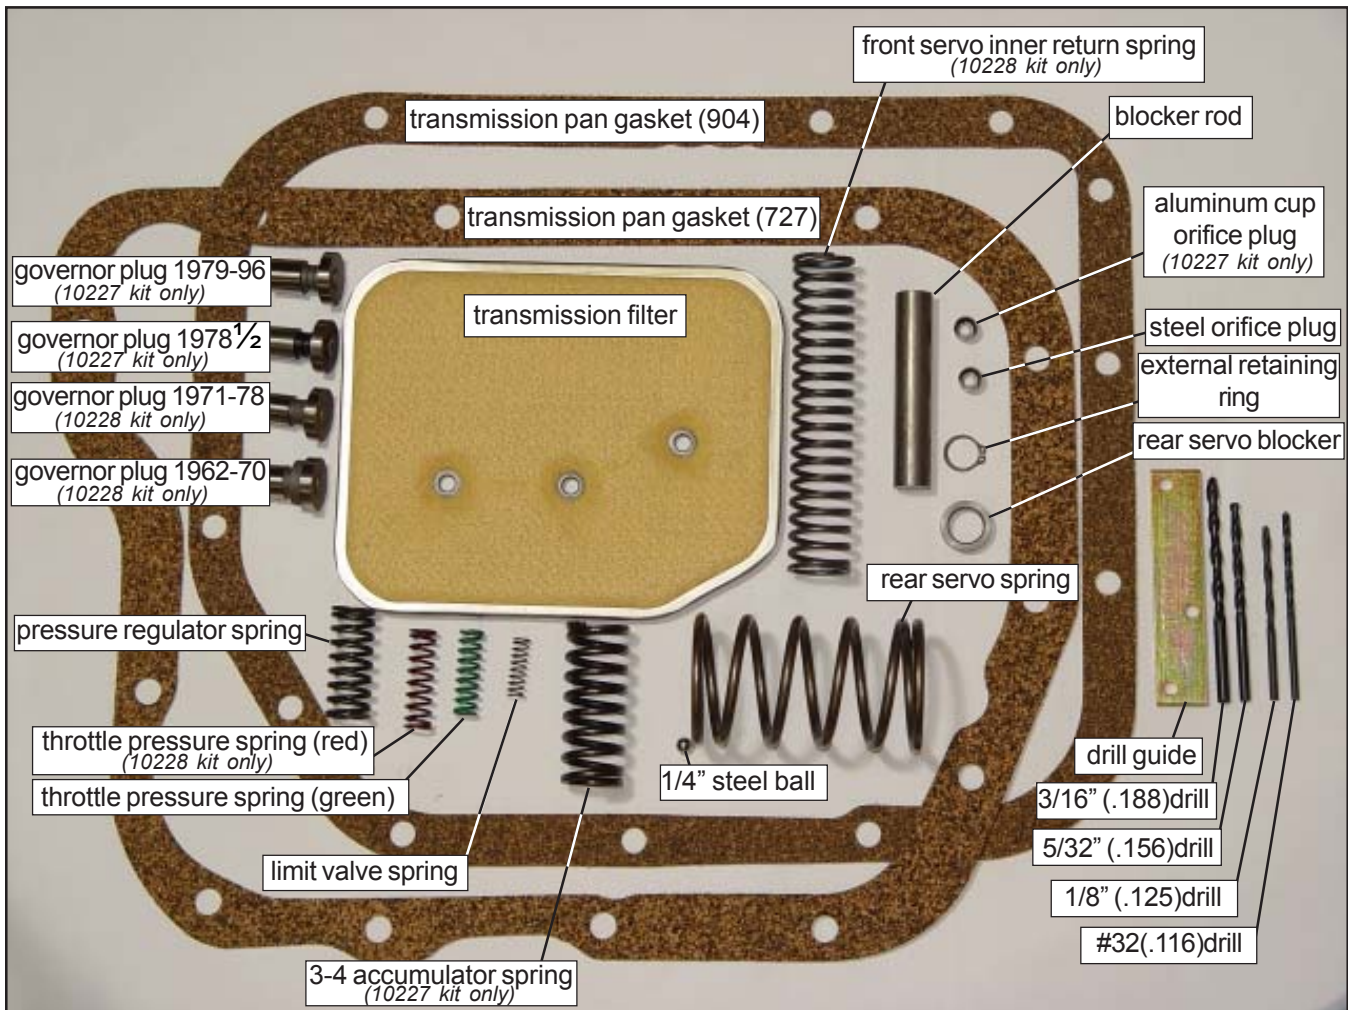 front servo inner return spring
(10228 kit only)
transmission pan gasket (904)
blocker rod
transmission pan gasket (727)
aluminum cup
orifice plug
(10227 kit only)
governor plug 1979-96
(10227 kit only)
transmission filter
steel orifice plug
governor plug 1978½
(10227 kit only)
external retaining
ring
governor plug 1971-78
(10228 kit only)
rear servo blocker
governor plug 1962-70
(10228 kit only)
rear servo spring
pressure regulator spring
throttle pressure spring (red)
(10228 kit only)
drill guide
1/4” steel ball
throttle pressure spring (green)
3/16” (.188)drill
5/32” (.156)drill
limit valve spring
1/8” (.125)drill
#32(.116)drill
3-4 accumulator spring
(10227 kit only)